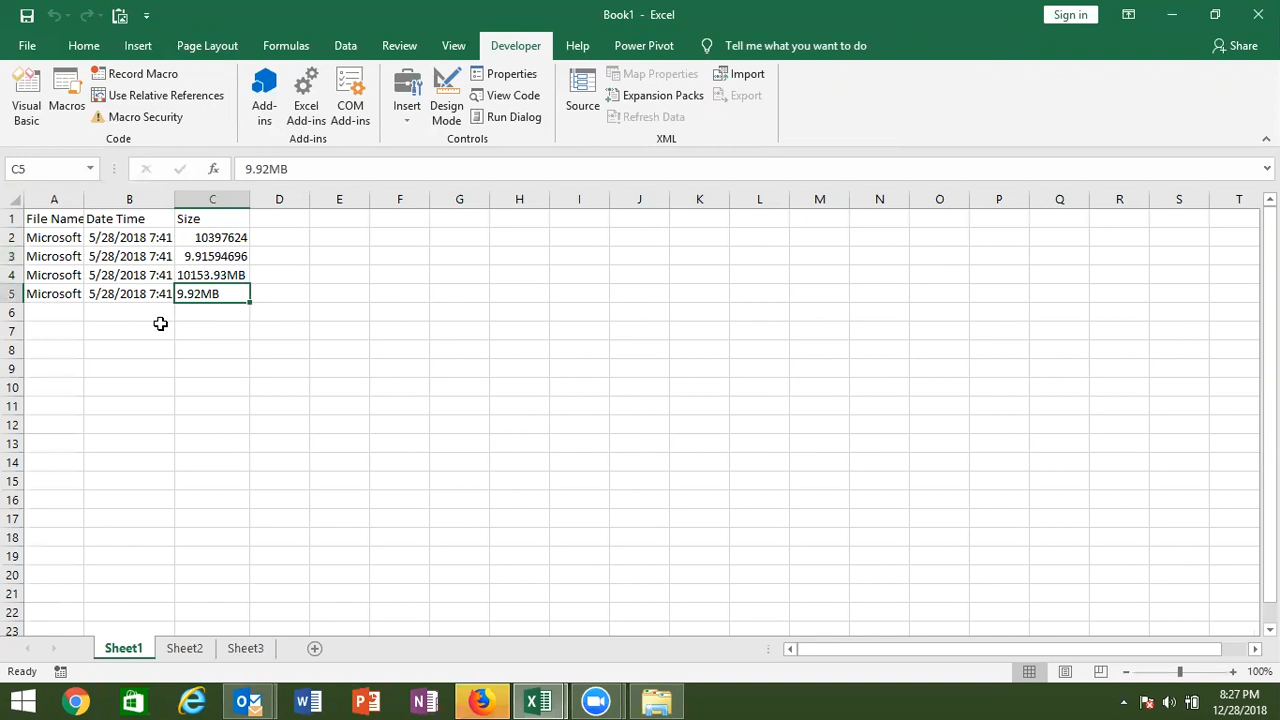 Book1 - Excel
Sign in
File Home Insert Page Layout Formulas Data Review View Developer Help Power Pivot Tell me what you want to do Share
Visual Basic
Macros
Record Macro
Use Relative References
Macro Security
Code
Add-ins
Excel Add-ins
COM Add-ins
Add-ins
Insert
Design Mode
Properties
View Code
Run Dialog
Controls
Source
Map Properties
Expansion Packs
Refresh Data
Import
Export
XML
C5 fx 9.92MB
A B C D E F G H I J K L M N O P Q R S T
1 File Name Date Time Size
2 Microsoft 5/28/2018 7:41 10397624
3 Microsoft 5/28/2018 7:41 9.91594696
4 Microsoft 5/28/2018 7:41 10153.93MB
5 Microsoft 5/28/2018 7:41 9.92MB
6
7
8
9
10
11
12
13
14
15
16
17
18
19
20
21
22
23
Sheet1 Sheet2 Sheet3
Ready 100%
8:27 PM
12/28/2018